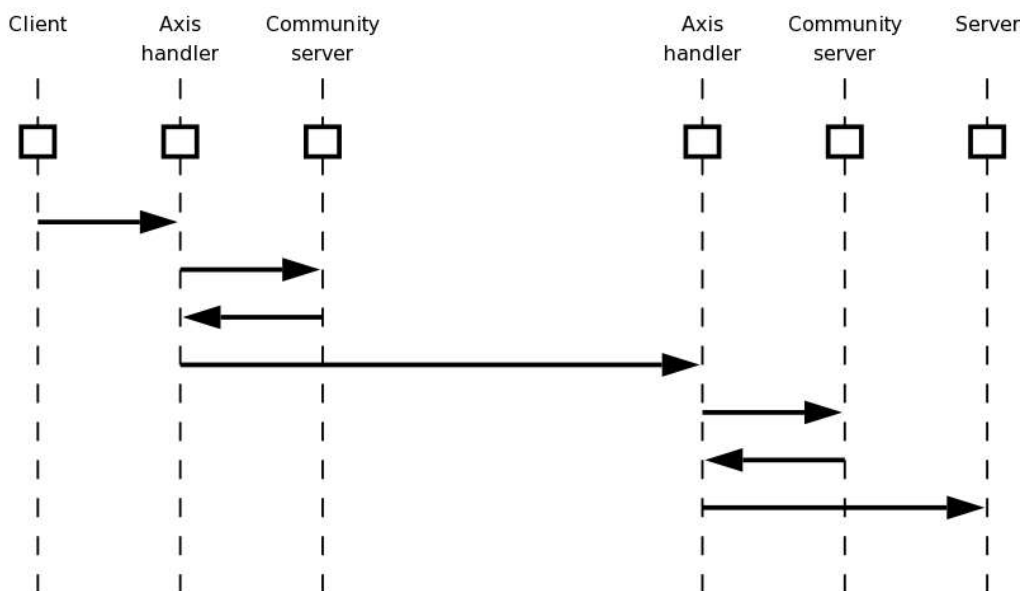 Client
Axis
handler
Community
server
Axis
handler
Community
server
Server